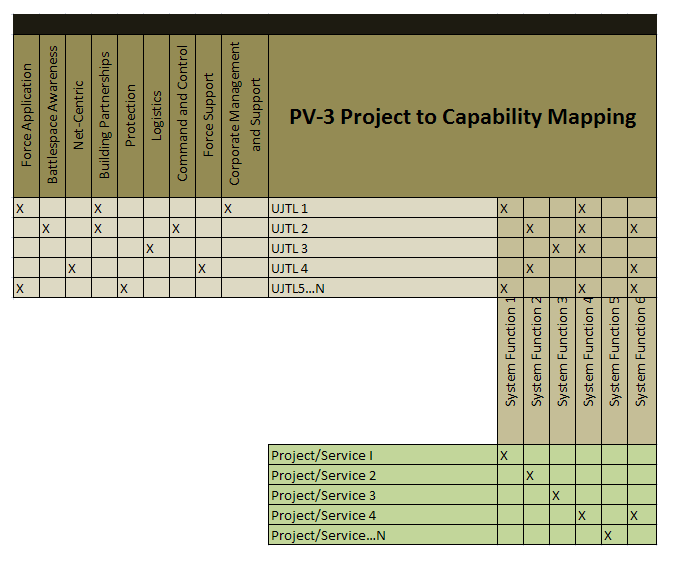 Force Application
Battlespace Awareness
Net-Centric
Building Partnerships
Protection
Logistics
Command and Control
Force Support
Corporate Management
and Support
PV-3 Project to Capability Mapping
X X X UJTL 1 X X
X X X UJTL 2 X X X
X UJTL 3 X X
X X UJTL 4 X X
X X UJTL5...N X X X
System Function 1
System Function 2
System Function 3
System Function 4
System Function 5
System Function 6
Project/Service I X
Project/Service 2 X
Project/Service 3 X
Project/Service 4 X X
Project/Service...N X